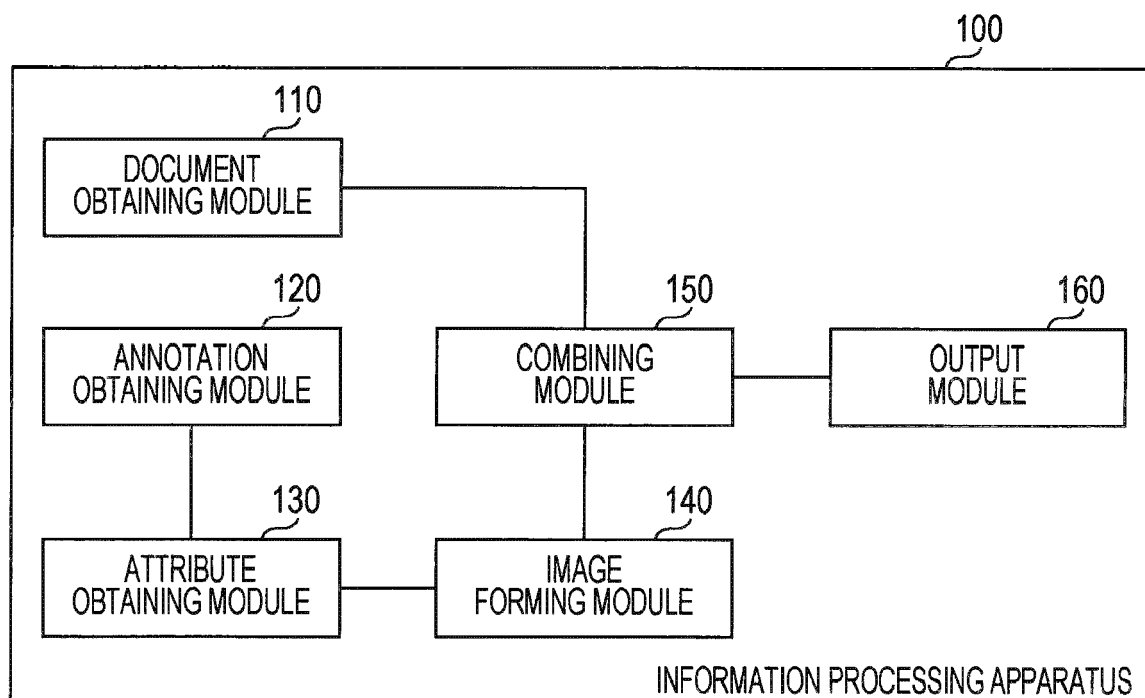 100
110
DOCUMENT
OBTAINING MODULE
120
ANNOTATION
OBTAINING MODULE
150
COMBINING
MODULE
160
OUTPUT
MODULE
130
ATTRIBUTE
OBTAINING MODULE
140
IMAGE
FORMING MODULE
INFORMATION PROCESSING APPARATUS